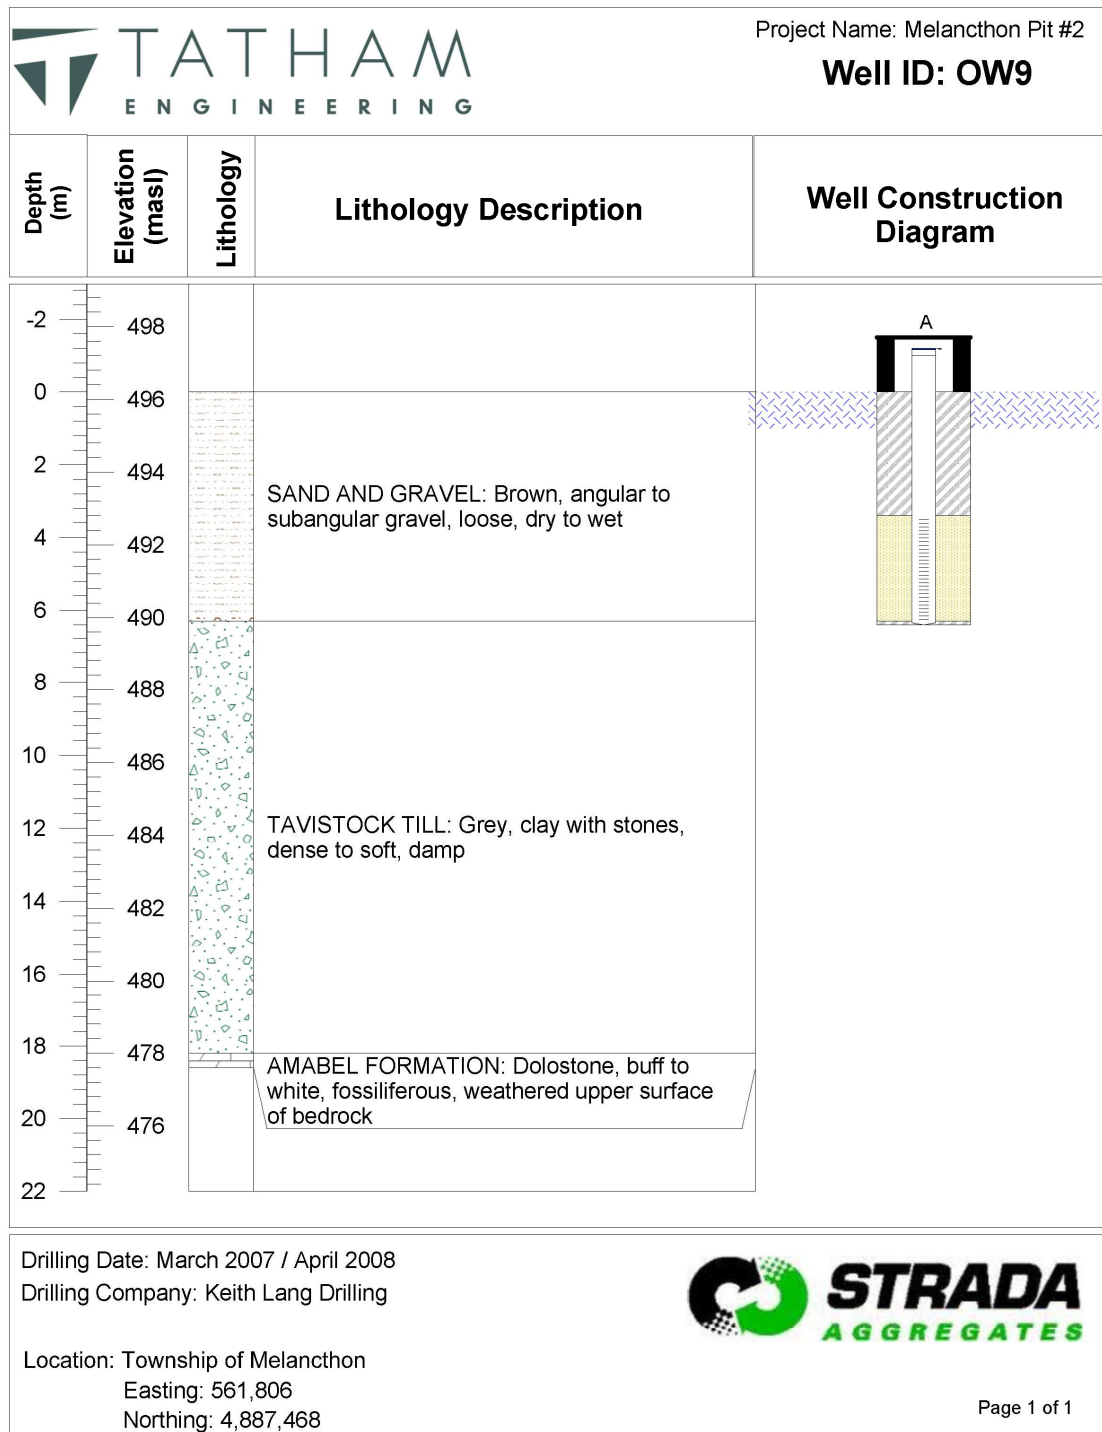 TATHAM
ENGINEERING
Project Name: Melancthon Pit #2
Well ID: OW9
Depth
(m)
Elevation
(masl)
Lithology
Lithology Description
Well Construction
Diagram
-2
498
A
0
496
2
494
SAND AND GRAVEL: Brown, angular to
subangular gravel, loose, dry to wet
4
492
6
490
8
488
10
486
12
484
TAVISTOCK TILL: Grey, clay with stones,
dense to soft, damp
14
482
16
480
18
478
AMABEL FORMATION: Dolostone, buff to
white, fossiliferous, weathered upper surface
of bedrock
20
476
22
Drilling Date: March 2007 / April 2008
Drilling Company: Keith Lang Drilling
STRADA
AGGREGATES
Location: Township of Melancthon
Easting: 561,806
Northing: 4,887,468
Page 1 of 1